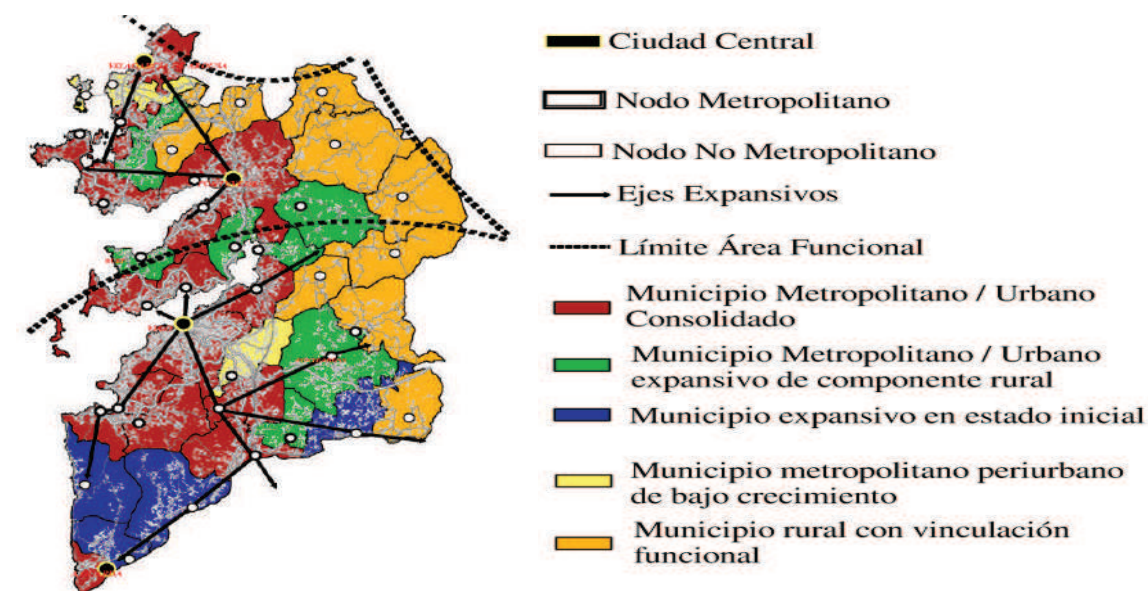 Ciudad Central
Nodo Metropolitano
Nodo No Metropolitano
Ejes Expansivos
Límite Área Funcional
Municipio Metropolitano / Urbano
Consolidado
Municipio Metropolitano / Urbano
expansivo de componente rural
Municipio expansivo en estado inicial
Municipio metropolitano periurbano
de bajo crecimiento
Municipio rural con vinculación
funcional